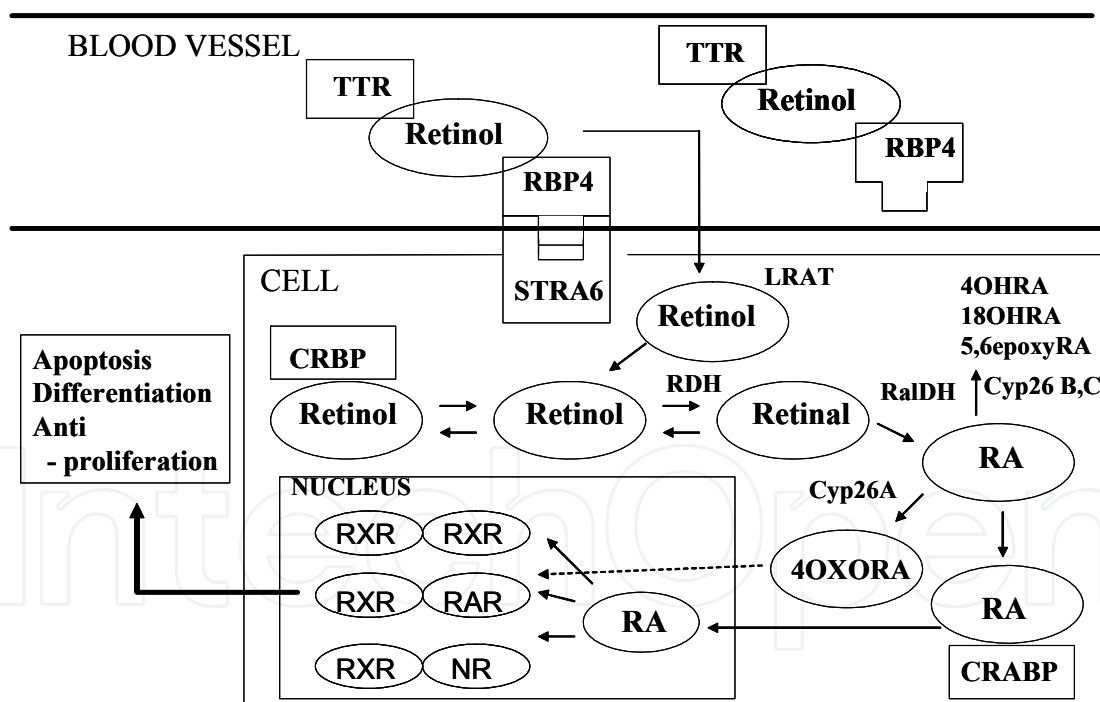 BLOOD VESSEL
TTR
Retinol
RBP4
TTR
Retinol
RBP4
STRA6
CELL
LRAT
Retinol
4OHRA
18OHRA
5,6epoxyRA
Apoptosis
Differentiation
Anti
- proliferation
CRBP
Retinol
Retinol
RDH
Retinal
RalDH
Cyp26 B,C
RA
Cyp26A
4OXORA
RA
CRABP
NUCLEUS
RXR RXR
RXR RAR
RXR NR
RA
IntechOpen